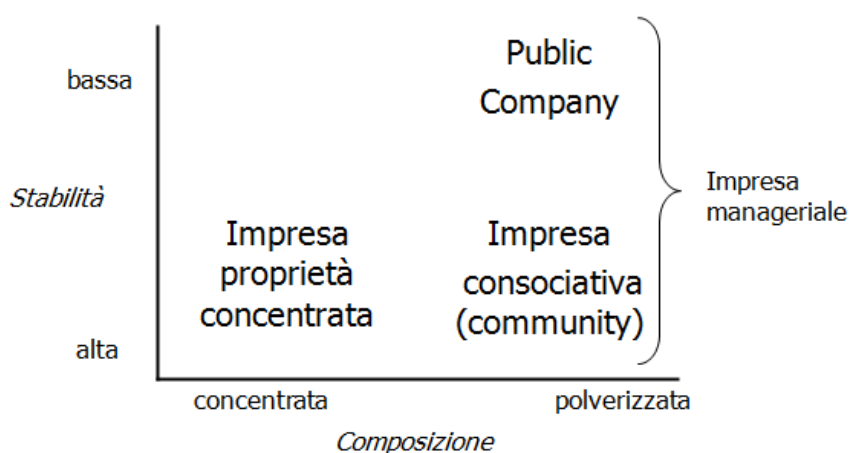 Public
Company
bassa
Stabilità
Impresa
manageriale
Impresa
proprietà
concentrata
Impresa
consociativa
(community)
alta
concentrata
polverizzata
Composizione